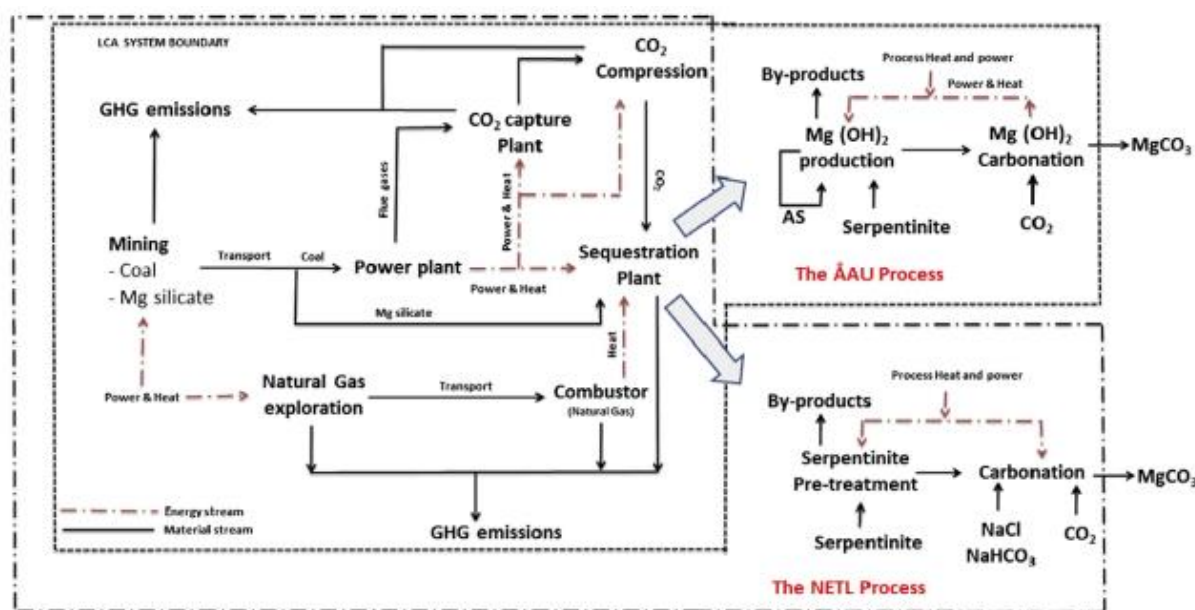 LCA SYSTEM BOUNDARY
CO₂
Compression
GHG emissions
CO₂ capture
Plant
Flue gases
Power & Heat
CO₂
Mining
- Coal
- Mg silicate
Transport
Coal
Power plant
Power & Heat
Sequestration
Plant
Mg silicate
Heat
Power & Heat
Natural Gas
exploration
Transport
Combustor
(Natural Gas)
Energy stream
Material stream
GHG emissions
Process Heat and power
By-products
Power & Heat
Mg (OH)₂
production
Mg (OH)₂
Carbonation
MgCO₃
AS
Serpentinite
CO₂
The ÅAU Process
Process Heat and power
By-products
Serpentinite
Pre-treatment
Carbonation
MgCO₃
Serpentinite
NaCl
NaHCO₃
CO₂
The NETL Process